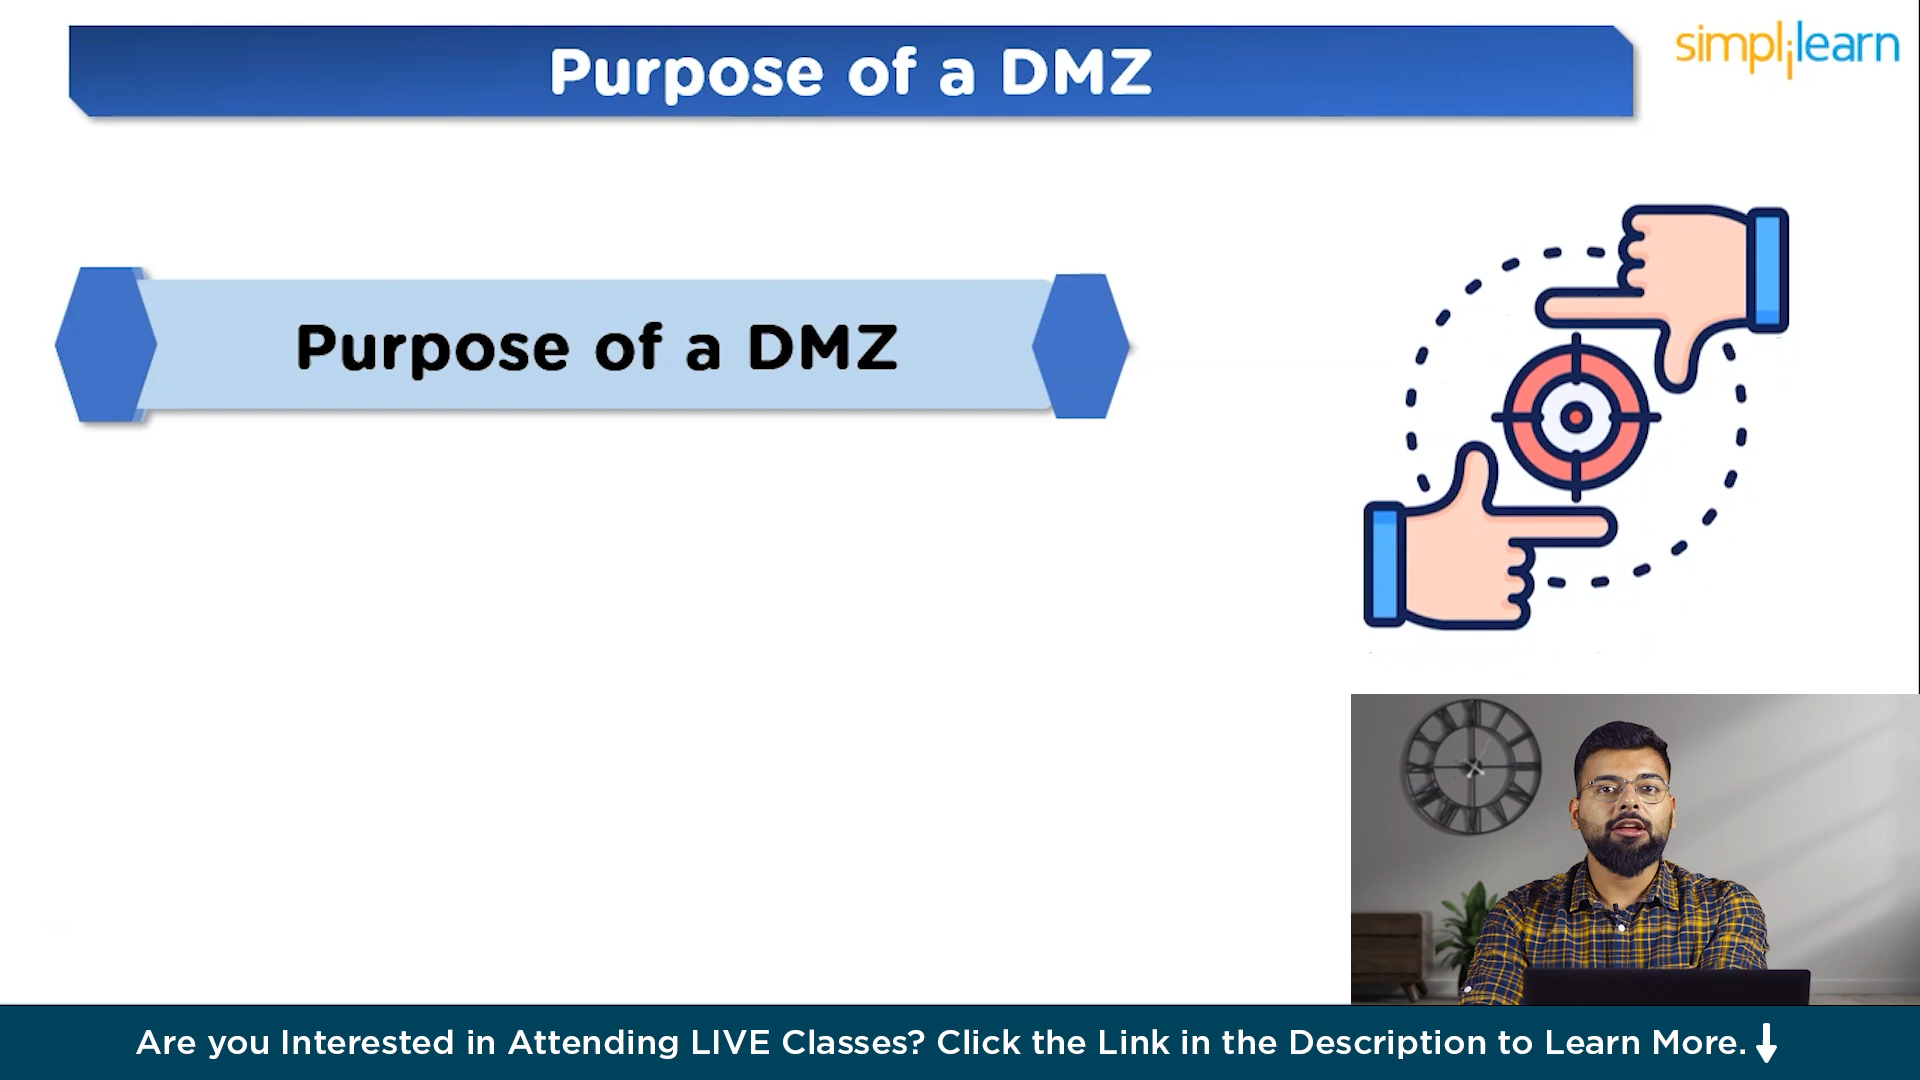 Purpose of a DMZ
simplilearn
Purpose of a DMZ
Are you Interested in Attending LIVE Classes? Click the Link in the Description to Learn More.